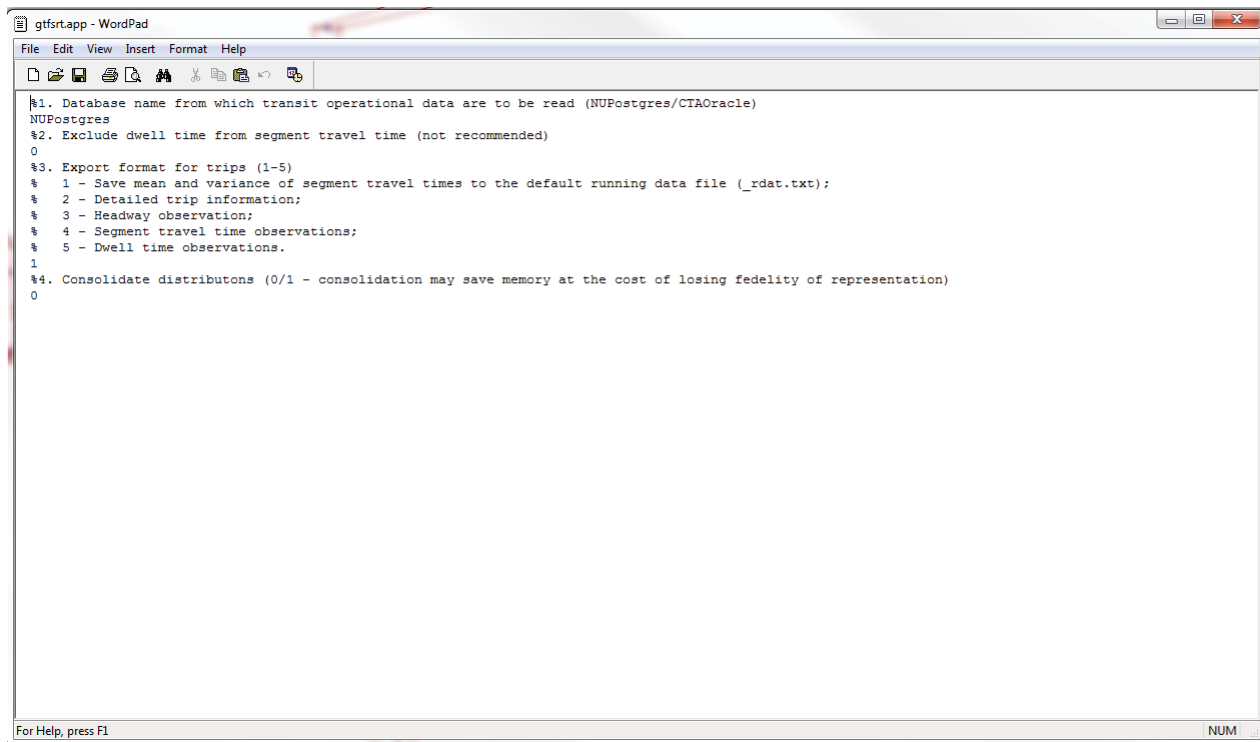 gtfsrt.app - WordPad
File Edit View Insert Format Help
%1. Database name from which transit operational data are to be read (NUPostgres/CTAOracle)
NUPostgres
%2. Exclude dwell time from segment travel time (not recommended)
0
%3. Export format for trips (1-5)
%   1 - Save mean and variance of segment travel times to the default running data file (_rdat.txt);
%   2 - Detailed trip information;
%   3 - Headway observation;
%   4 - Segment travel time observations;
%   5 - Dwell time observations.
1
%4. Consolidate distributons (0/1 - consolidation may save memory at the cost of losing fedelity of representation)
0
For Help, press F1 NUM